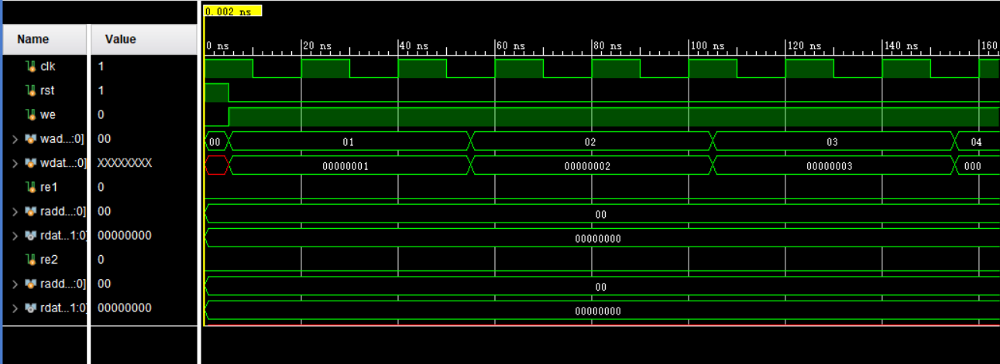 0.002 ns
Name Value
0 ns 20 ns 40 ns 60 ns 80 ns 100 ns 120 ns 140 ns 160
clk 1
rst 1
we 0
wad...:0] 00 00 01 02 03 04
wdat...:0] XXXXXXXX 00000001 00000002 00000003 000
re1 0
radd...:0] 00 00
rdat...1:0] 00000000 00000000
re2 0
radd...:0] 00 00
rdat...1:0] 00000000 00000000